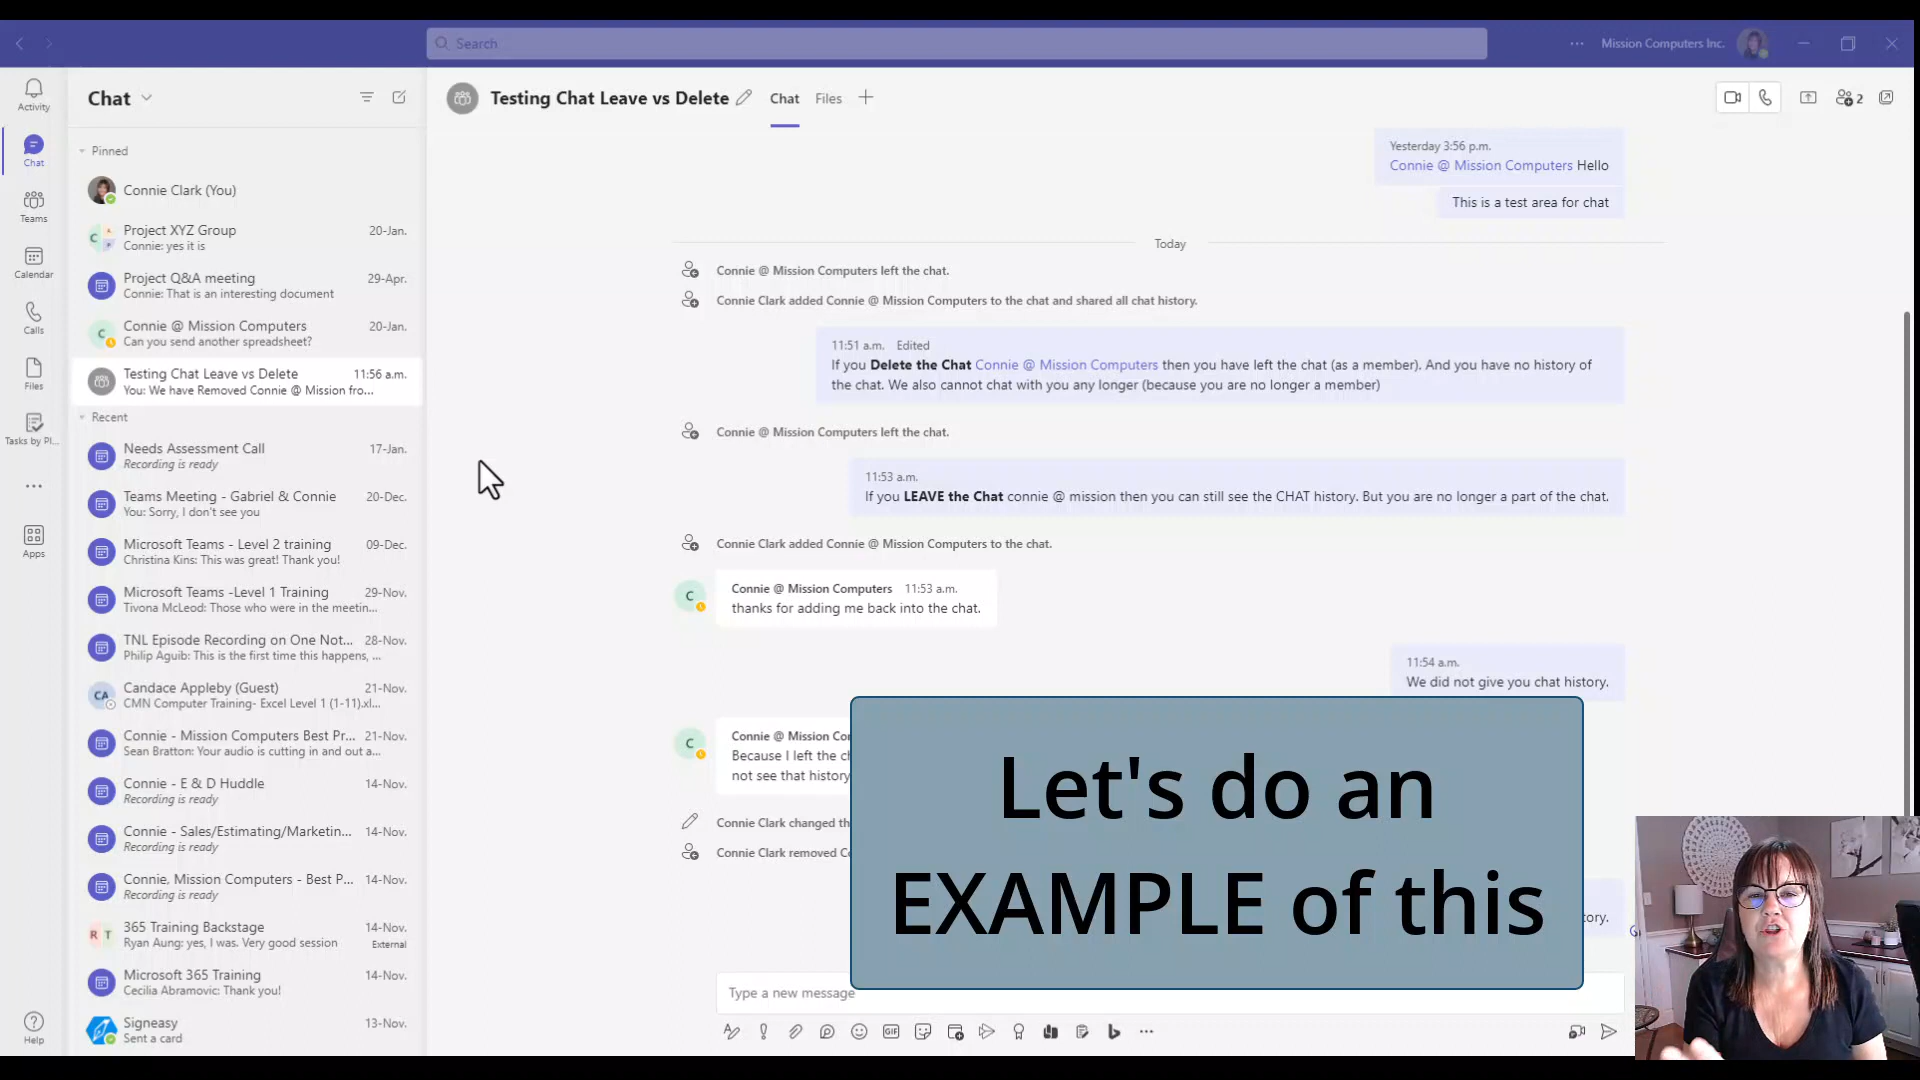 Search
Mission Computers Inc.
Activity
Chat
Teams
Calendar
Calls
Files
Tasks by Pl...
Apps
Help
Chat
Pinned
Connie Clark (You)
Project XYZ Group 20-Jan.
Connie: yes it is
Project Q&A meeting 29-Apr.
Connie: That is an interesting document
Connie @ Mission Computers 20-Jan.
Can you send another spreadsheet?
Testing Chat Leave vs Delete 11:56 a.m.
You: We have Removed Connie @ Mission fro...
Recent
Needs Assessment Call 17-Jan.
Recording is ready
Teams Meeting - Gabriel & Connie 20-Dec.
You: Sorry, I don't see you
Microsoft Teams - Level 2 training 09-Dec.
Christina Kins: This was great! Thank you!
Microsoft Teams -Level 1 Training 29-Nov.
Tivona McLeod: Those who were in the meetin...
TNL Episode Recording on One Not... 28-Nov.
Philip Aguib: This is the first time this happens, ...
CA
Candace Appleby (Guest) 21-Nov.
CMN Computer Training- Excel Level 1 (1-11).xl...
Connie - Mission Computers Best Pr... 21-Nov.
Sean Bratton: Your audio is cutting in and out a...
Connie - E & D Huddle 14-Nov.
Recording is ready
Connie - Sales/Estimating/Marketin... 14-Nov.
Recording is ready
Connie, Mission Computers - Best P... 14-Nov.
Recording is ready
R T
365 Training Backstage 14-Nov.
Ryan Aung: yes, I was. Very good session External
Microsoft 365 Training 14-Nov.
Cecilia Abramovic: Thank you!
Signeasy 13-Nov.
Sent a card
Testing Chat Leave vs Delete
Chat Files
2
Yesterday 3:56 p.m.
Connie @ Mission Computers Hello
This is a test area for chat
Today
Connie @ Mission Computers left the chat.
Connie Clark added Connie @ Mission Computers to the chat and shared all chat history.
11:51 a.m. Edited
If you Delete the Chat Connie @ Mission Computers then you have left the chat (as a member). And you have no history of
the chat. We also cannot chat with you any longer (because you are no longer a member)
Connie @ Mission Computers left the chat.
11:53 a.m.
If you LEAVE the Chat connie @ mission then you can still see the CHAT history. But you are no longer a part of the chat.
Connie Clark added Connie @ Mission Computers to the chat.
C
Connie @ Mission Computers 11:53 a.m.
thanks for adding me back into the chat.
11:54 a.m.
We did not give you chat history.
C
Connie @ Mission Co
Because I left the c
not see that history
Connie Clark changed th
Connie Clark removed C
tory.
Let's do an
EXAMPLE of this
Type a new message
GIF